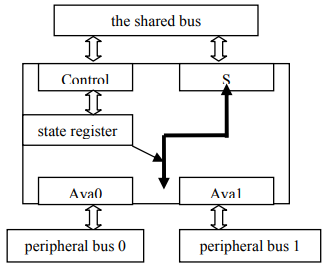 the shared bus
Control
S
state register
Ava0
Ava1
peripheral bus 0
peripheral bus 1